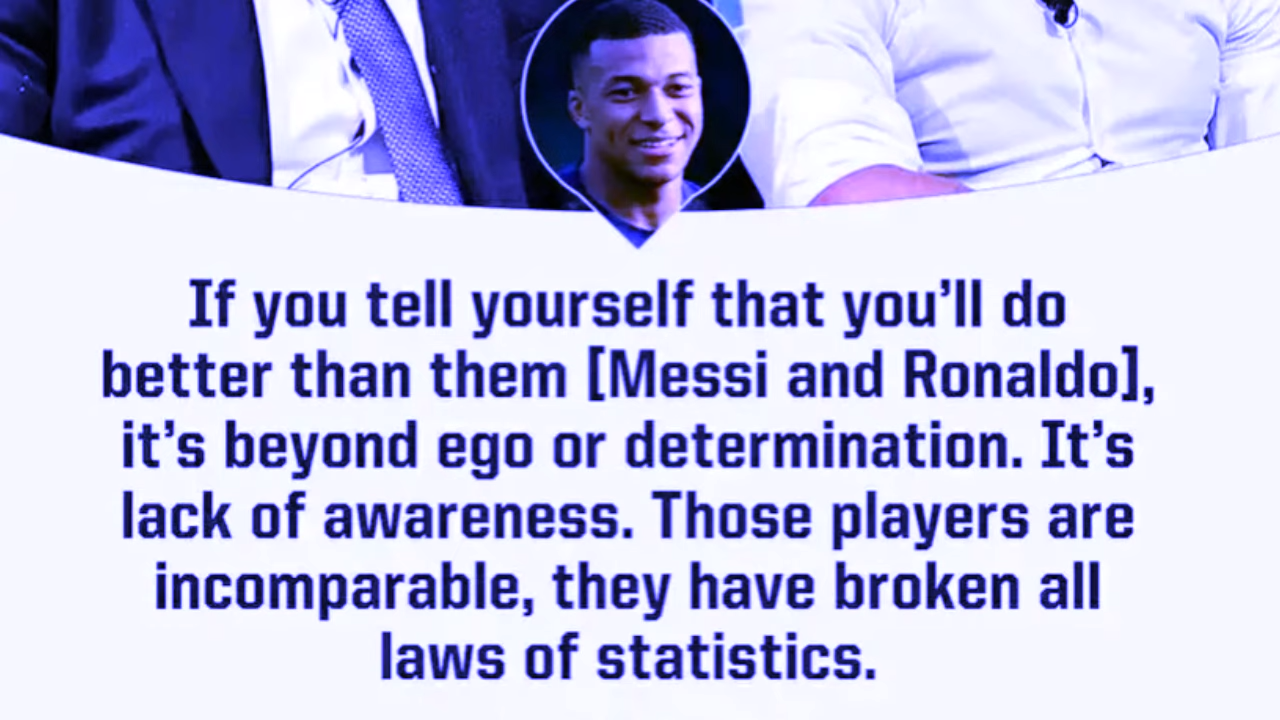 If you tell yourself that you’ll do
better than them [Messi and Ronaldo],
it’s beyond ego or determination. It’s
lack of awareness. Those players are
incomparable, they have broken all
laws of statistics.